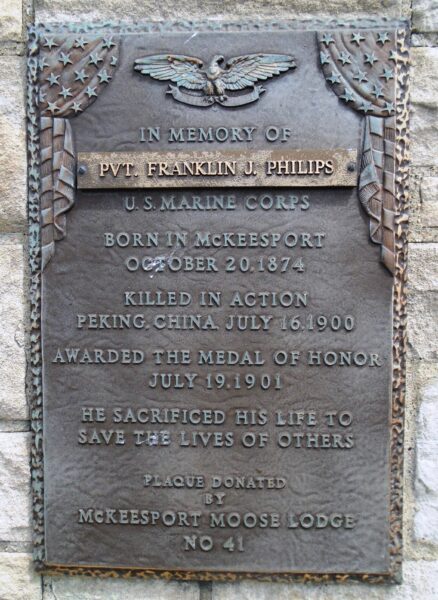 IN MEMORY OF
PVT. FRANKLIN J. PHILIPS
U.S. MARINE CORPS
BORN IN McKEESPORT
OCTOBER 20, 1874
KILLED IN ACTION
PEKING, CHINA, JULY 16, 1900
AWARDED THE MEDAL OF HONOR
JULY 19, 1901
HE SACRIFICED HIS LIFE TO
SAVE THE LIVES OF OTHERS
PLAQUE DONATED
BY
McKEESPORT MOOSE LODGE
NO 41